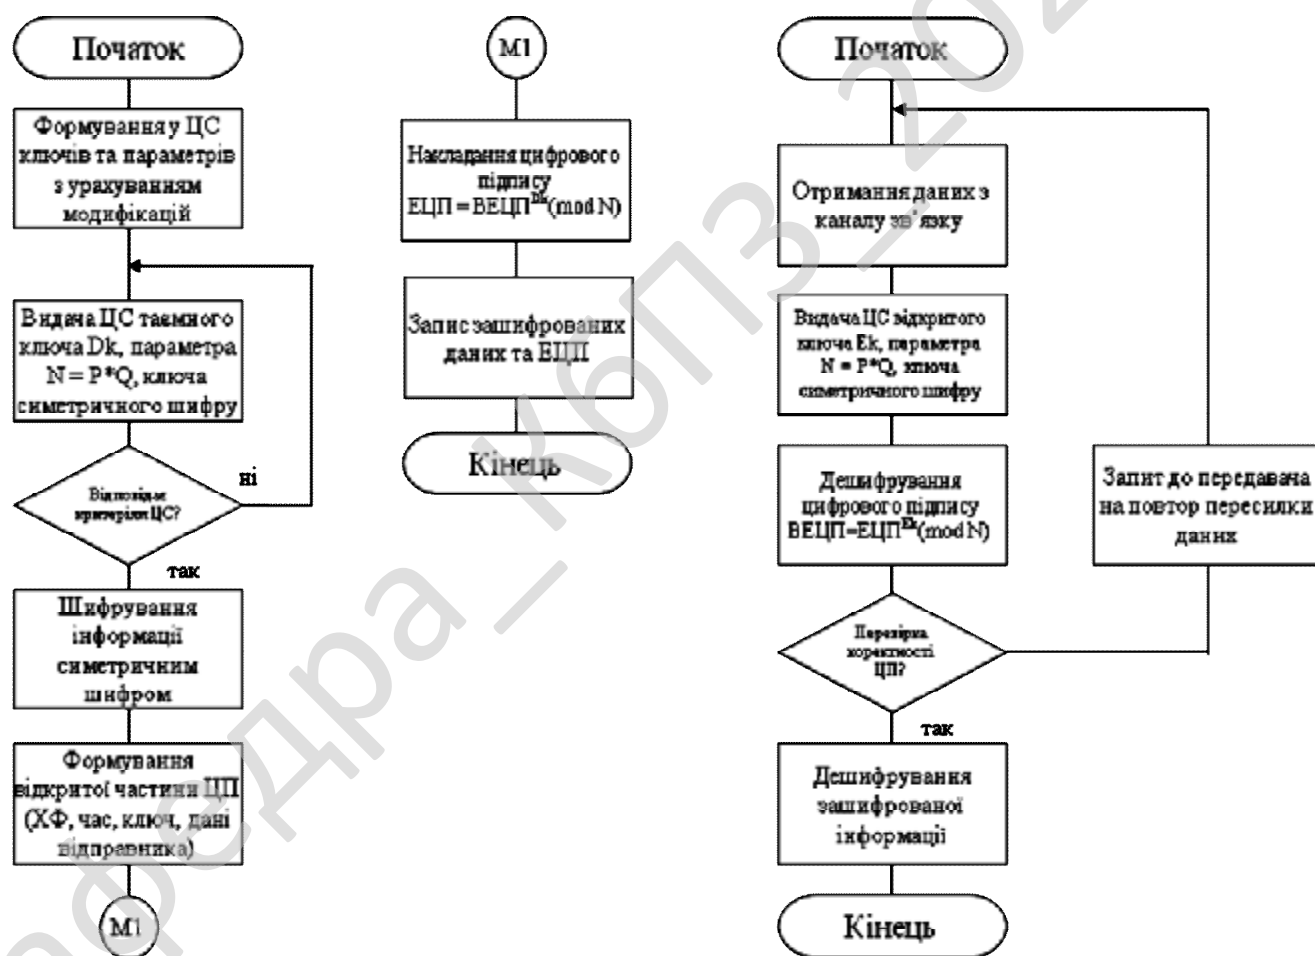 Початок
Формування у ЦС
ключів та параметрів
з урахуванням
модифікацій
Видача ЦС таємного
ключа Dk, параметра
N = P*Q, ключа
симетричного шифру
Відповідає
критеріям ЦС?
ні
так
Шифрування
інформації
симетричним
шифром
Формування
відкритої частини ЦП
(ХФ, час, ключ, дані
відправника)
М1
М1
Накладання цифрового
підпису
ЕЦП = ВЕЦП^Dk (mod N)
Запис зашифрованих
даних та ЕЦП
Кінець
Початок
Отримання даних з
каналу зв'язку
Видача ЦС відкритого
ключа Ek, параметра
N = P*Q, ключа
симетричного шифру
Дешифрування
цифрового підпису
ВЕЦП=ЕЦП^Ek (mod N)
Перевірка
коректності
ЦП?
так
Запит до передавача
на повтор пересилки
даних
Дешифрування
зашифрованої
інформації
Кінець
афедра_КбПЗ_202